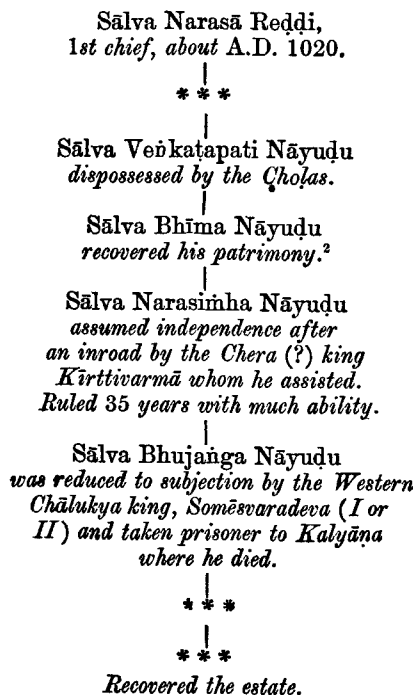 Sālva Narasā Reḍḍi,
1st chief, about A.D. 1020.
* * *
Sālva Veṅkaṭapati Nāyuḍu
dispossessed by the Choḷas.
Sālva Bhīma Nāyuḍu
recovered his patrimony.²
Sālva Narasiṁha Nāyuḍu
assumed independence after
an inroad by the Chera (?) king
Kīrttivarmā whom he assisted.
Ruled 35 years with much ability.
Sālva Bhujaṅga Nāyuḍu
was reduced to subjection by the Western
Chālukya king, Somēsvaradeva (I or
II) and taken prisoner to Kalyāṇa
where he died.
* * *
* * *
Recovered the estate.